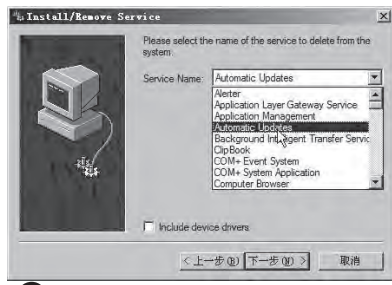 Install/Remove Service
Please select the name of the service to delete from the
system
Service Name:
Automatic Updates
Alerter
Application Layer Gateway Service
Application Management
Automatic Updates
Background Intelligent Transfer Servic
ClipBook
COM+ Event System
COM+ System Application
Computer Browser
Include device drivers
< 上一步(B)
下一步(N) >
取消